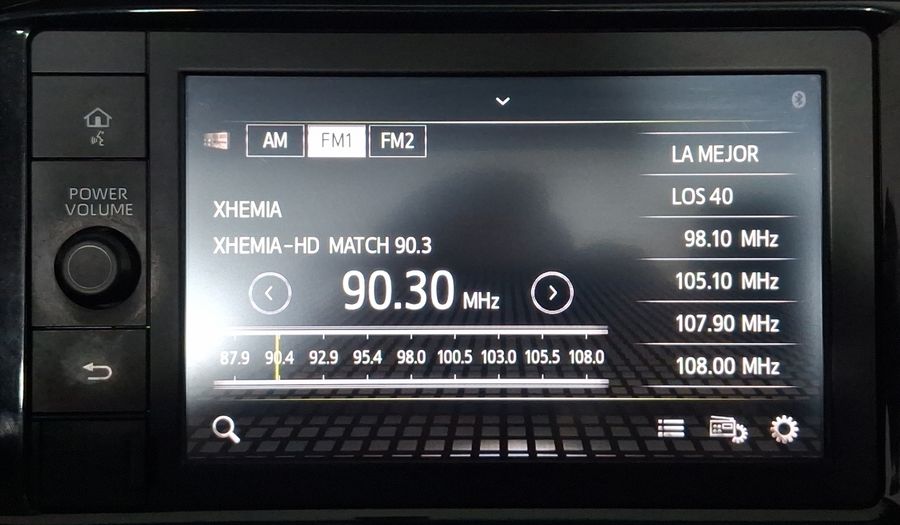 POWER
VOLUME
AM FM1 FM2
XHEMIA
XHEMIA-HD MATCH 90.3
90.30 MHz
87.9 90.4 92.9 95.4 98.0 100.5 103.0 105.5 108.0
LA MEJOR
LOS 40
98.10 MHz
105.10 MHz
107.90 MHz
108.00 MHz